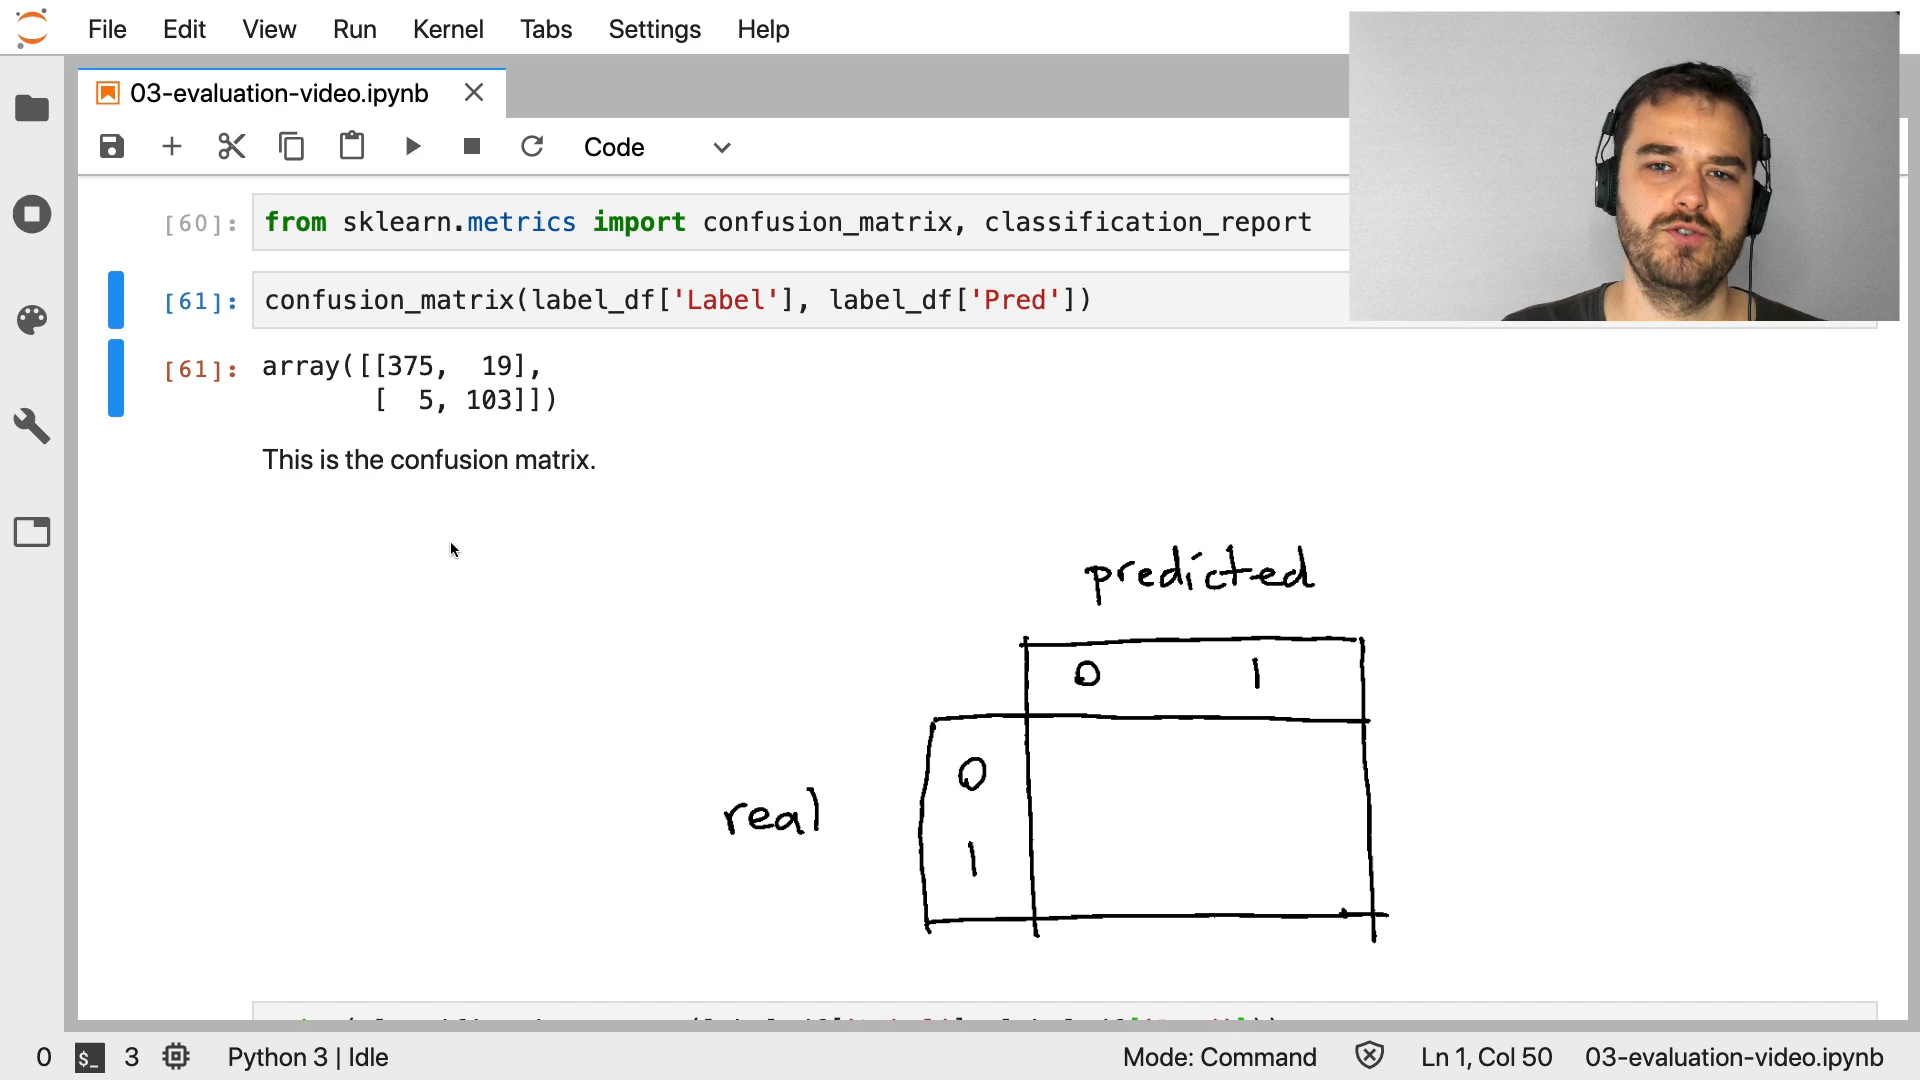 File Edit View Run Kernel Tabs Settings Help
03-evaluation-video.ipynb
Code
[60]: from sklearn.metrics import confusion_matrix, classification_report
[61]: confusion_matrix(label_df['Label'], label_df['Pred'])
[61]: array([[375, 19],
[ 5, 103]])
This is the confusion matrix.
predicted
0 1
0
real
1
0 $_ 3 Python 3 | Idle Mode: Command Ln 1, Col 50 03-evaluation-video.ipynb